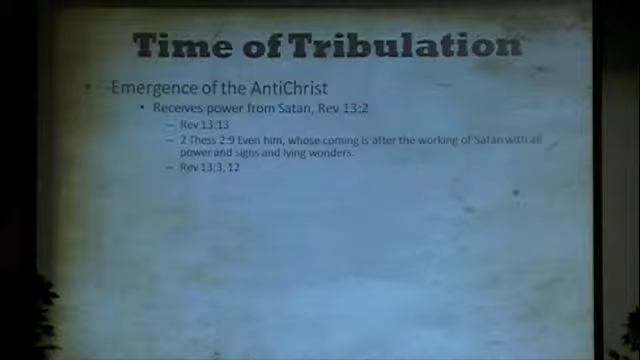 Time of Tribulation
• -Emergence of the AntiChrist
• Receives power from Satan, Rev 13:2
– Rev 13:13
– 2 Thess 2:9 Even him, whose coming is after the working of Satan with all
power and signs and lying wonders.
– Rev 13:3, 12